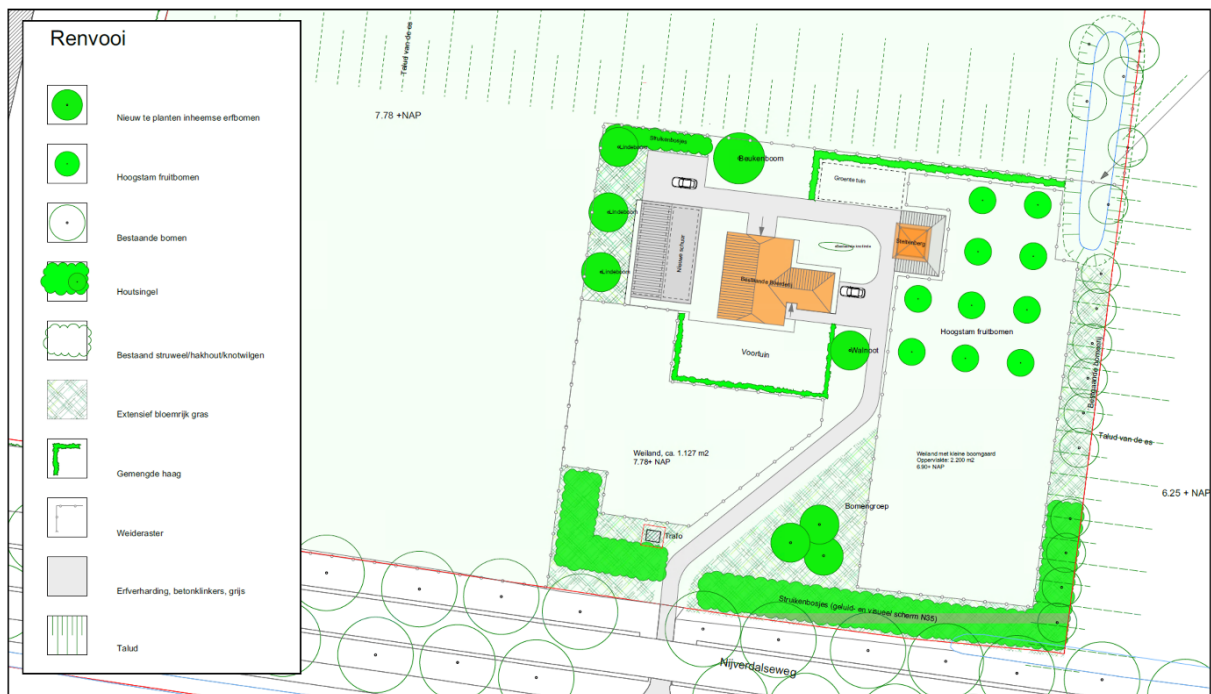 Renvooi
Nieuw te planten inheemse erfbomen
Hoogstam fruitbomen
Bestaande bomen
Houtsingel
Bestaand struweel/hakhout/knotwilgen
Extensief bloemrijk gras
Gemengde haag
Weideraster
Erfverharding, betonklinkers, grijs
Talud
Talud van de es
7.78 +NAP
Struikenbosjes
Lindeboom
Beukenboom
Groente tuin
Lindeboom
Nieuwe schuur
Lindeboom
Voortuin
Walnoot
Hoogstam fruitbomen
Bestaande bomenrij
Talud van de es
Weiland, ca. 1.127 m2
7.78+ NAP
Weiland met kleine boomgaard
Oppervlakte: 2.200 m2
6.90+ NAP
6.25 + NAP
Bomengroep
Trafo
Struikenbosjes (geluid- en visueel scherm N35)
Nijverdalseweg